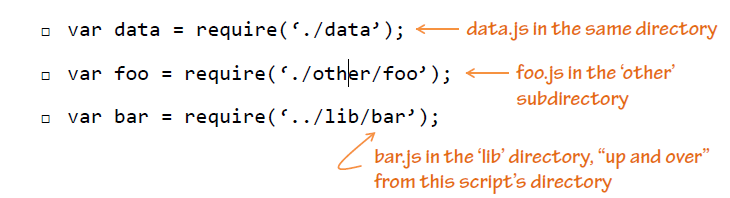 var data = require(‘./data’); data.js in the same directory
var foo = require(‘./other/foo’); foo.js in the ‘other’
subdirectory
var bar = require(‘../lib/bar’);
bar.js in the ‘lib’ directory, “up and over”
from this script’s directory